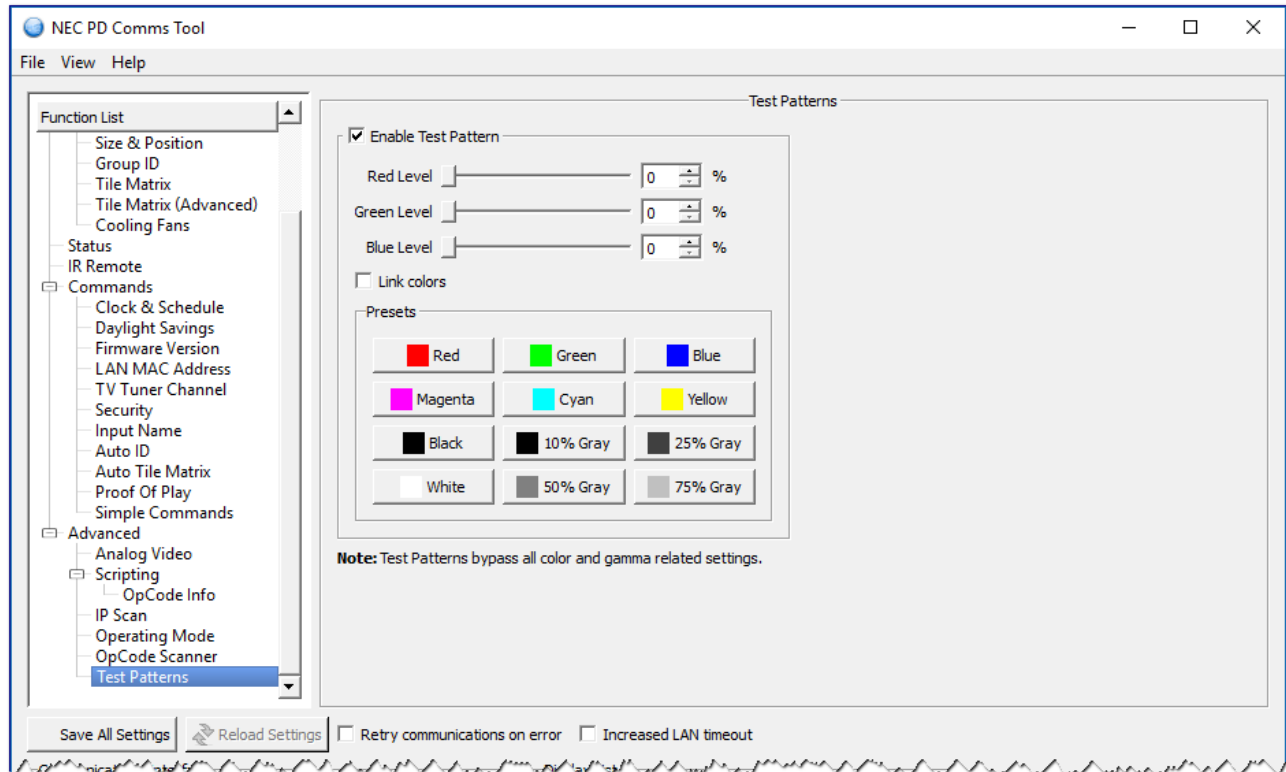 NEC PD Comms Tool
File View Help
Function List
Size & Position
Group ID
Tile Matrix
Tile Matrix (Advanced)
Cooling Fans
Status
IR Remote
Commands
Clock & Schedule
Daylight Savings
Firmware Version
LAN MAC Address
TV Tuner Channel
Security
Input Name
Auto ID
Auto Tile Matrix
Proof Of Play
Simple Commands
Advanced
Analog Video
Scripting
OpCode Info
IP Scan
Operating Mode
OpCode Scanner
Test Patterns
Test Patterns
Enable Test Pattern
Red Level 0 %
Green Level 0 %
Blue Level 0 %
Link colors
Presets
Red Green Blue
Magenta Cyan Yellow
Black 10% Gray 25% Gray
White 50% Gray 75% Gray
Note: Test Patterns bypass all color and gamma related settings.
Save All Settings Reload Settings Retry communications on error Increased LAN timeout